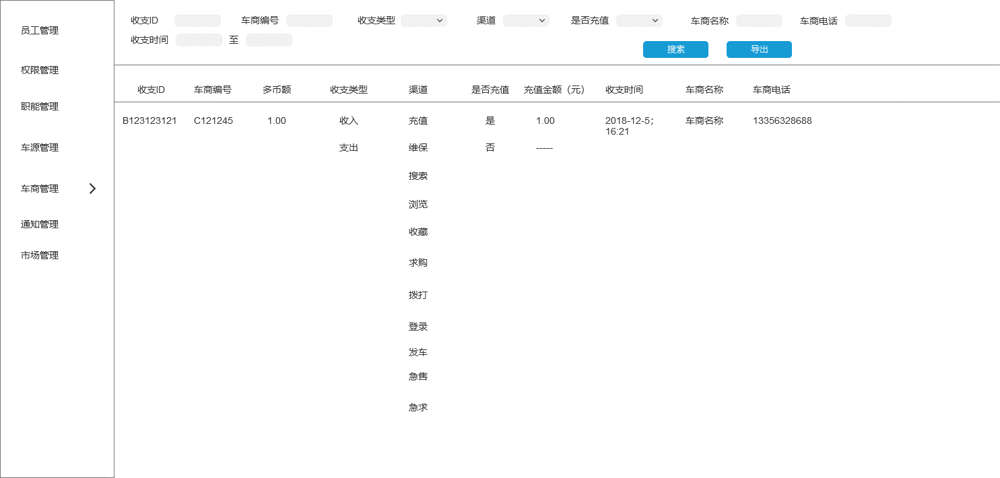 员工管理
权限管理
职能管理
车源管理
车商管理
通知管理
市场管理
收支ID 车商编号 收支类型 渠道 是否充值 车商名称 车商电话
收支时间 至
搜索 导出
收支ID 车商编号 多币额 收支类型 渠道 是否充值 充值金额（元） 收支时间 车商名称 车商电话
B123123121 C121245 1.00 收入 充值 是 1.00 2018-12-5； 车商名称 13356328688
16:21
支出 维保 否 -----
搜索
浏览
收藏
求购
拨打
登录
发车
急售
急求